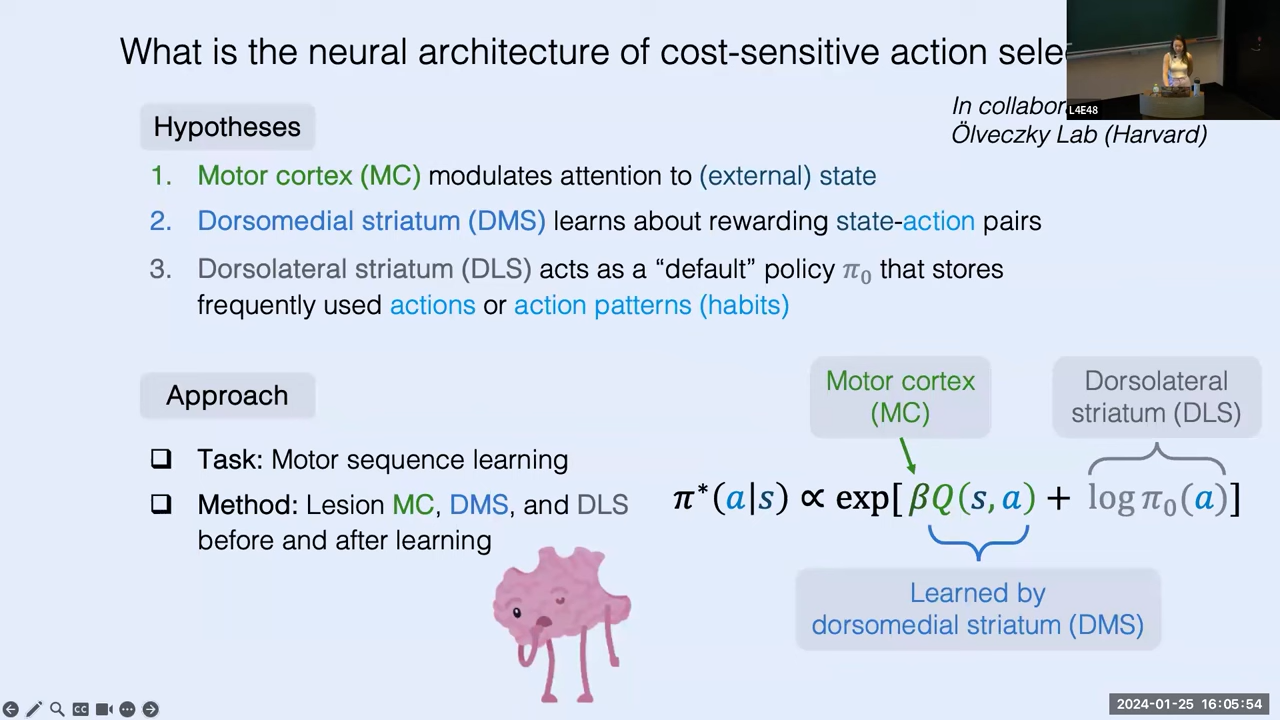 What is the neural architecture of cost-sensitive action sele
In collabor
Ölveczky Lab (Harvard)
L4E48
Hypotheses
1. Motor cortex (MC) modulates attention to (external) state
2. Dorsomedial striatum (DMS) learns about rewarding state-action pairs
3. Dorsolateral striatum (DLS) acts as a “default” policy π₀ that stores
frequently used actions or action patterns (habits)
Approach
❑ Task: Motor sequence learning
❑ Method: Lesion MC, DMS, and DLS
before and after learning
Motor cortex
(MC)
Dorsolateral
striatum (DLS)
π*(a|s) ∝ exp[βQ(s,a) + log π₀(a)]
Learned by
dorsomedial striatum (DMS)
CC
2024-01-25 16:05:54